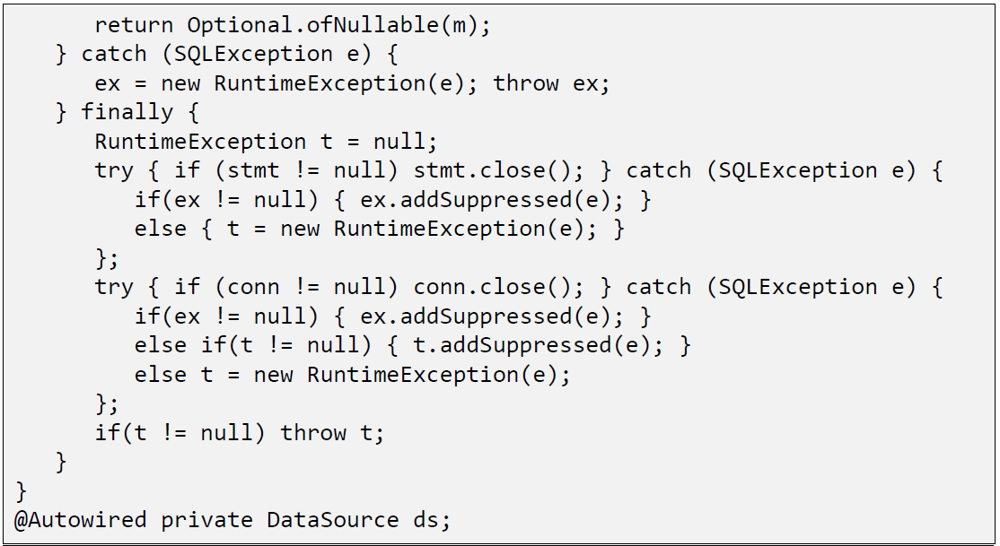 return Optional.ofNullable(m);
} catch (SQLException e) {
ex = new RuntimeException(e); throw ex;
} finally {
RuntimeException t = null;
try { if (stmt != null) stmt.close(); } catch (SQLException e) {
if(ex != null) { ex.addSuppressed(e); }
else { t = new RuntimeException(e); }
};
try { if (conn != null) conn.close(); } catch (SQLException e) {
if(ex != null) { ex.addSuppressed(e); }
else if(t != null) { t.addSuppressed(e); }
else t = new RuntimeException(e);
};
if(t != null) throw t;
}
}
@Autowired private DataSource ds;